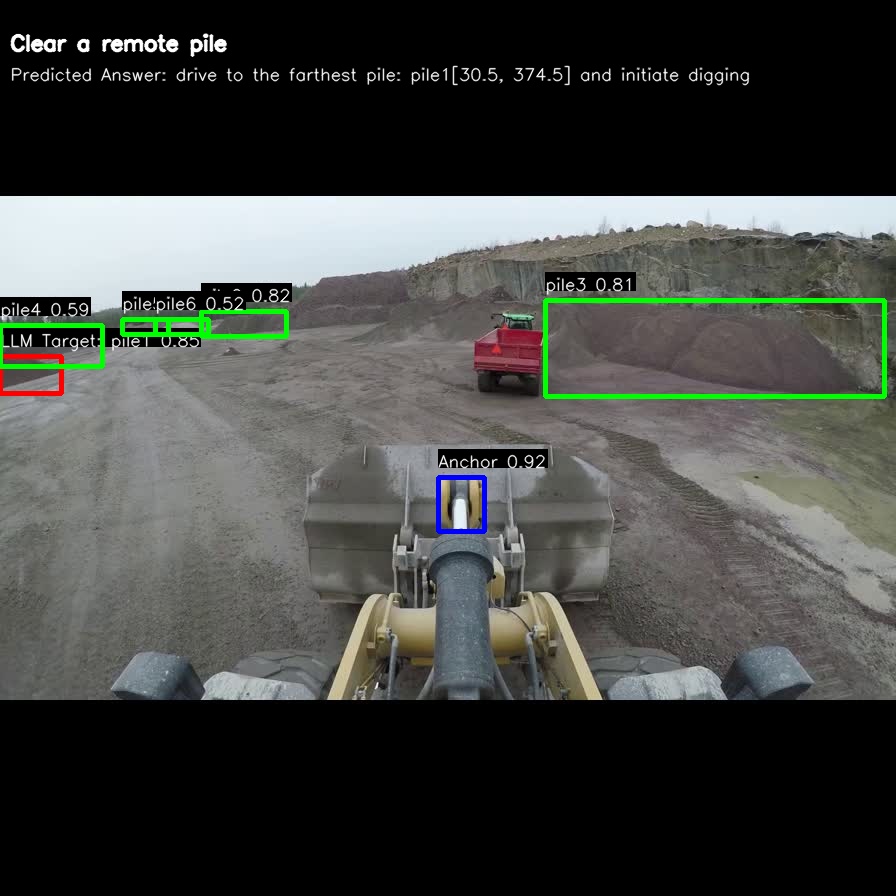 Clear a remote pile
Predicted Answer: drive to the farthest pile: pile1[30.5, 374.5] and initiate digging
pile3 0.81
0.82
pile6 0.52
pile4 0.59
LLM Target: pile1 0.85
Anchor 0.92